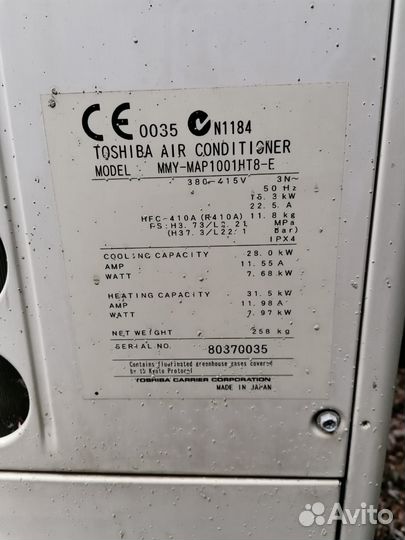 CE 0035 N1184
TOSHIBA AIR CONDITIONER
MODEL MMY-MAP1001HT8-E
380-415V 3N~
50 Hz
kW
22.5 A
HFC-410A (R410A) 11.8 kg
PS:H3.73/L2.21 MPa
(H37.3/L22.1 bar)
IPX4
COOLING CAPACITY 28.0 kW
AMP 11.55 A
WATT 7.68 kW
HEATING CAPACITY 31.5 kW
AMP 11.98 A
WATT 7.97 kW
NET WEIGHT 258 kg
SERIAL NO. 80370035
Contains fluorinated greenhouse gases covered
by Kyoto Protocol
TOSHIBA CARRIER CORPORATION
MADE IN JAPAN
Avito